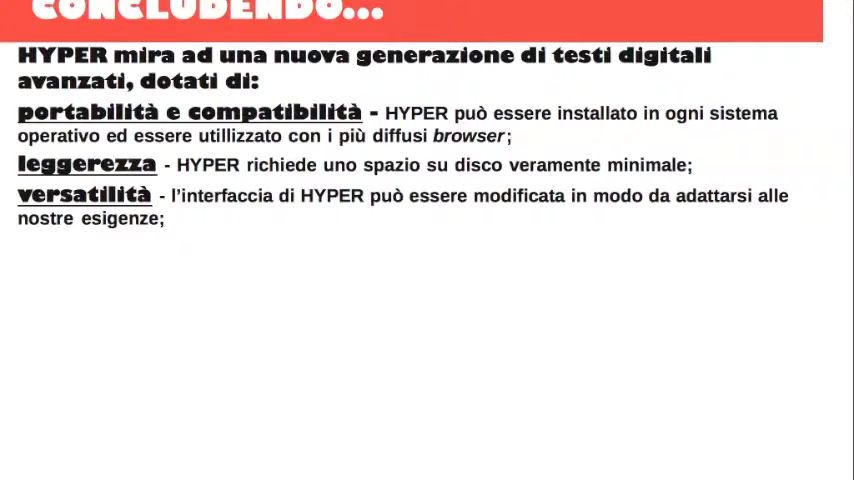 CONCLUDENDO...
HYPER mira ad una nuova generazione di testi digitali
avanzati, dotati di:
portabilità e compatibilità - HYPER può essere installato in ogni sistema
operativo ed essere utillizzato con i più diffusi browser;
leggerezza - HYPER richiede uno spazio su disco veramente minimale;
versatilità - l'interfaccia di HYPER può essere modificata in modo da adattarsi alle
nostre esigenze;